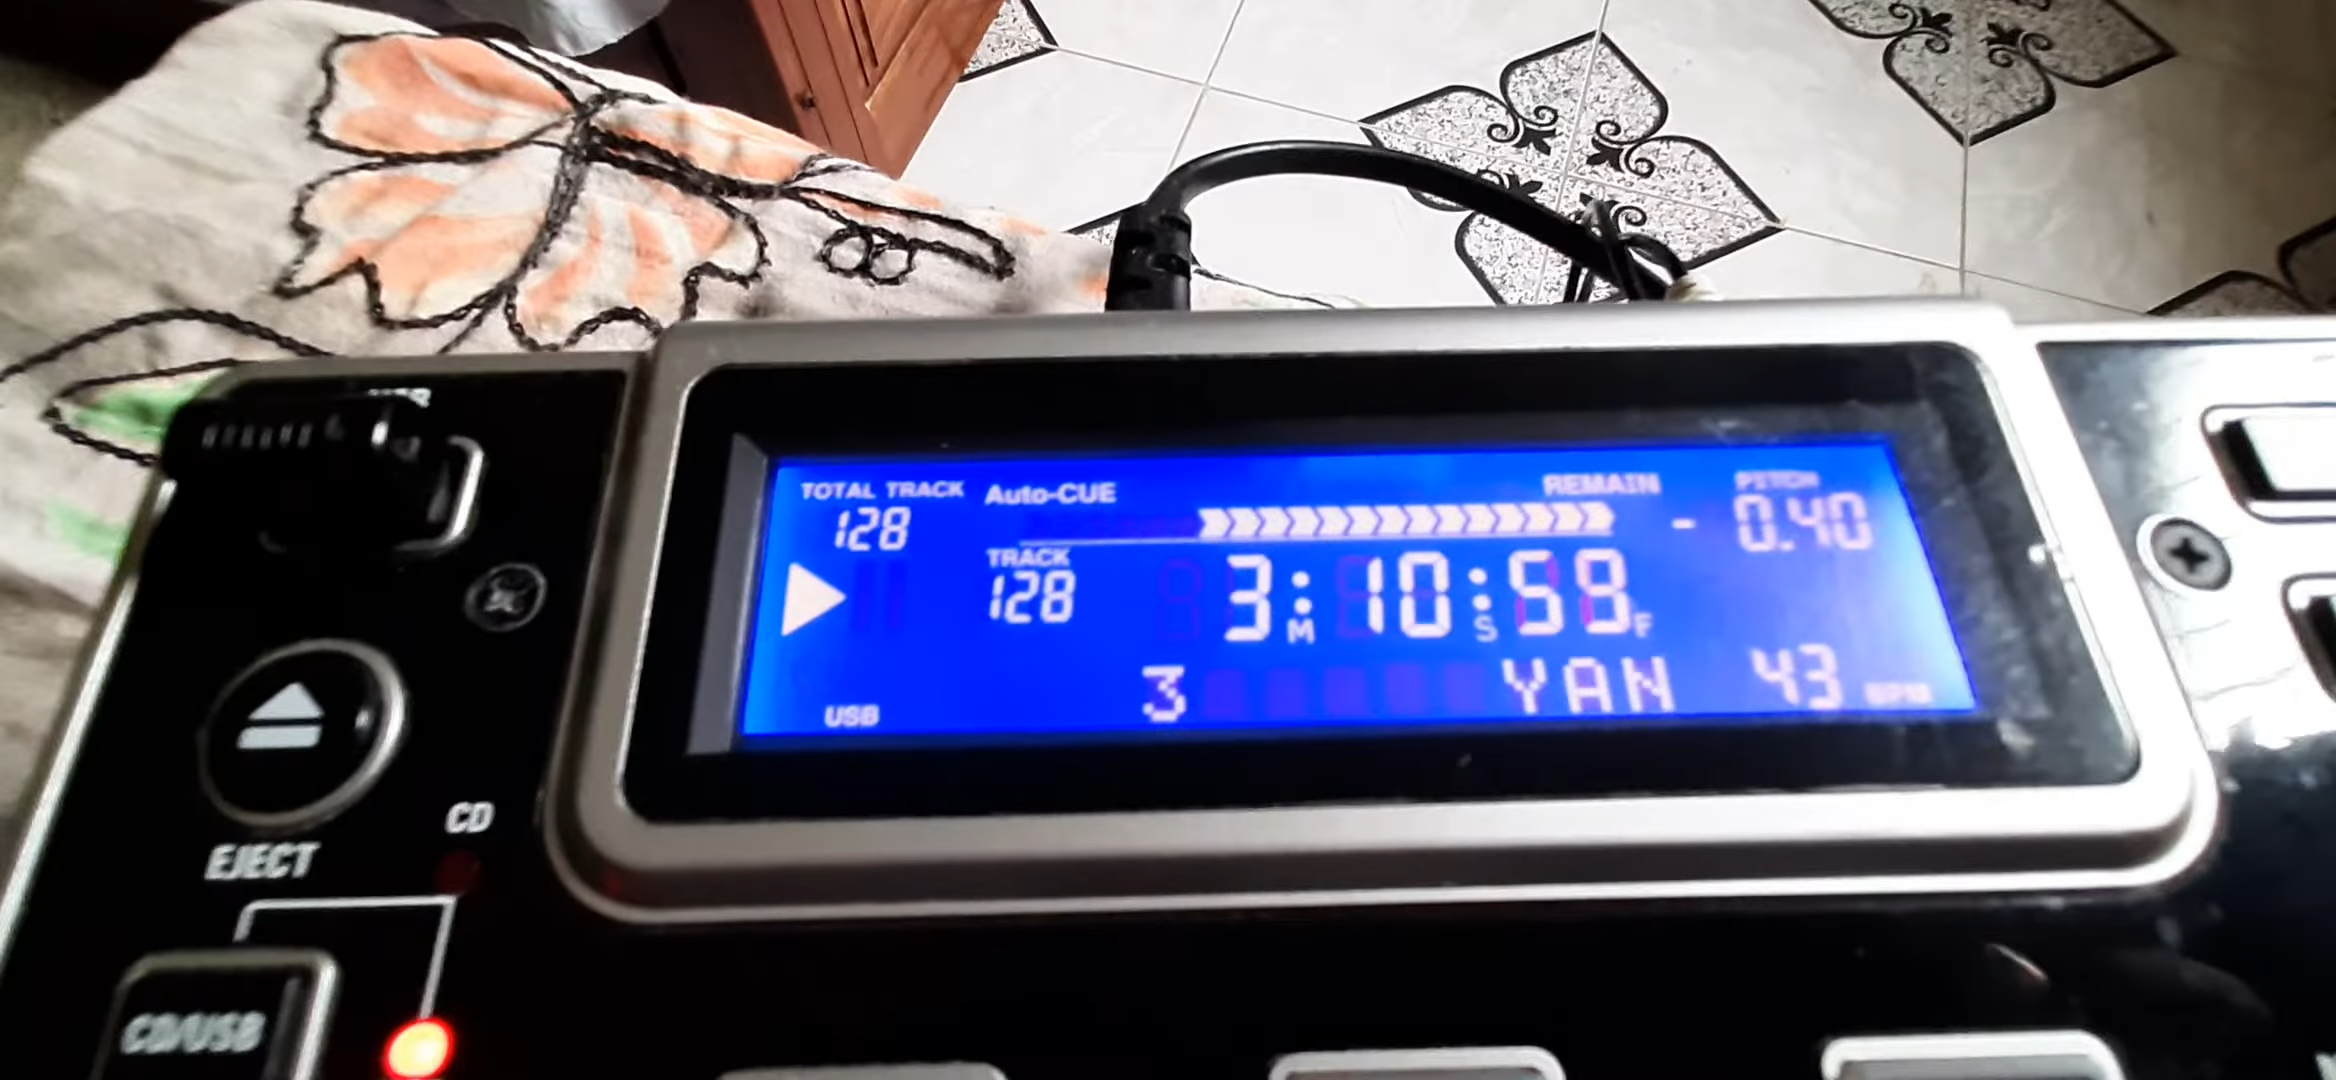 TOTAL TRACK Auto-CUE REMAIN PITCH
128 - 0.40
TRACK
128 3 M 10 S 58 F
USB 3 YAN 43 BPM
CD
EJECT
CD/USB